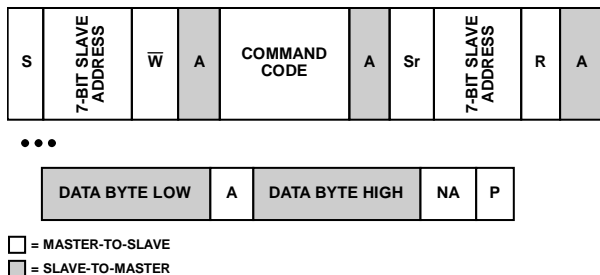 S 7-BIT SLAVE ADDRESS W̅ A COMMAND CODE A Sr 7-BIT SLAVE ADDRESS R A
•••
DATA BYTE LOW A DATA BYTE HIGH NA P
= MASTER-TO-SLAVE
= SLAVE-TO-MASTER